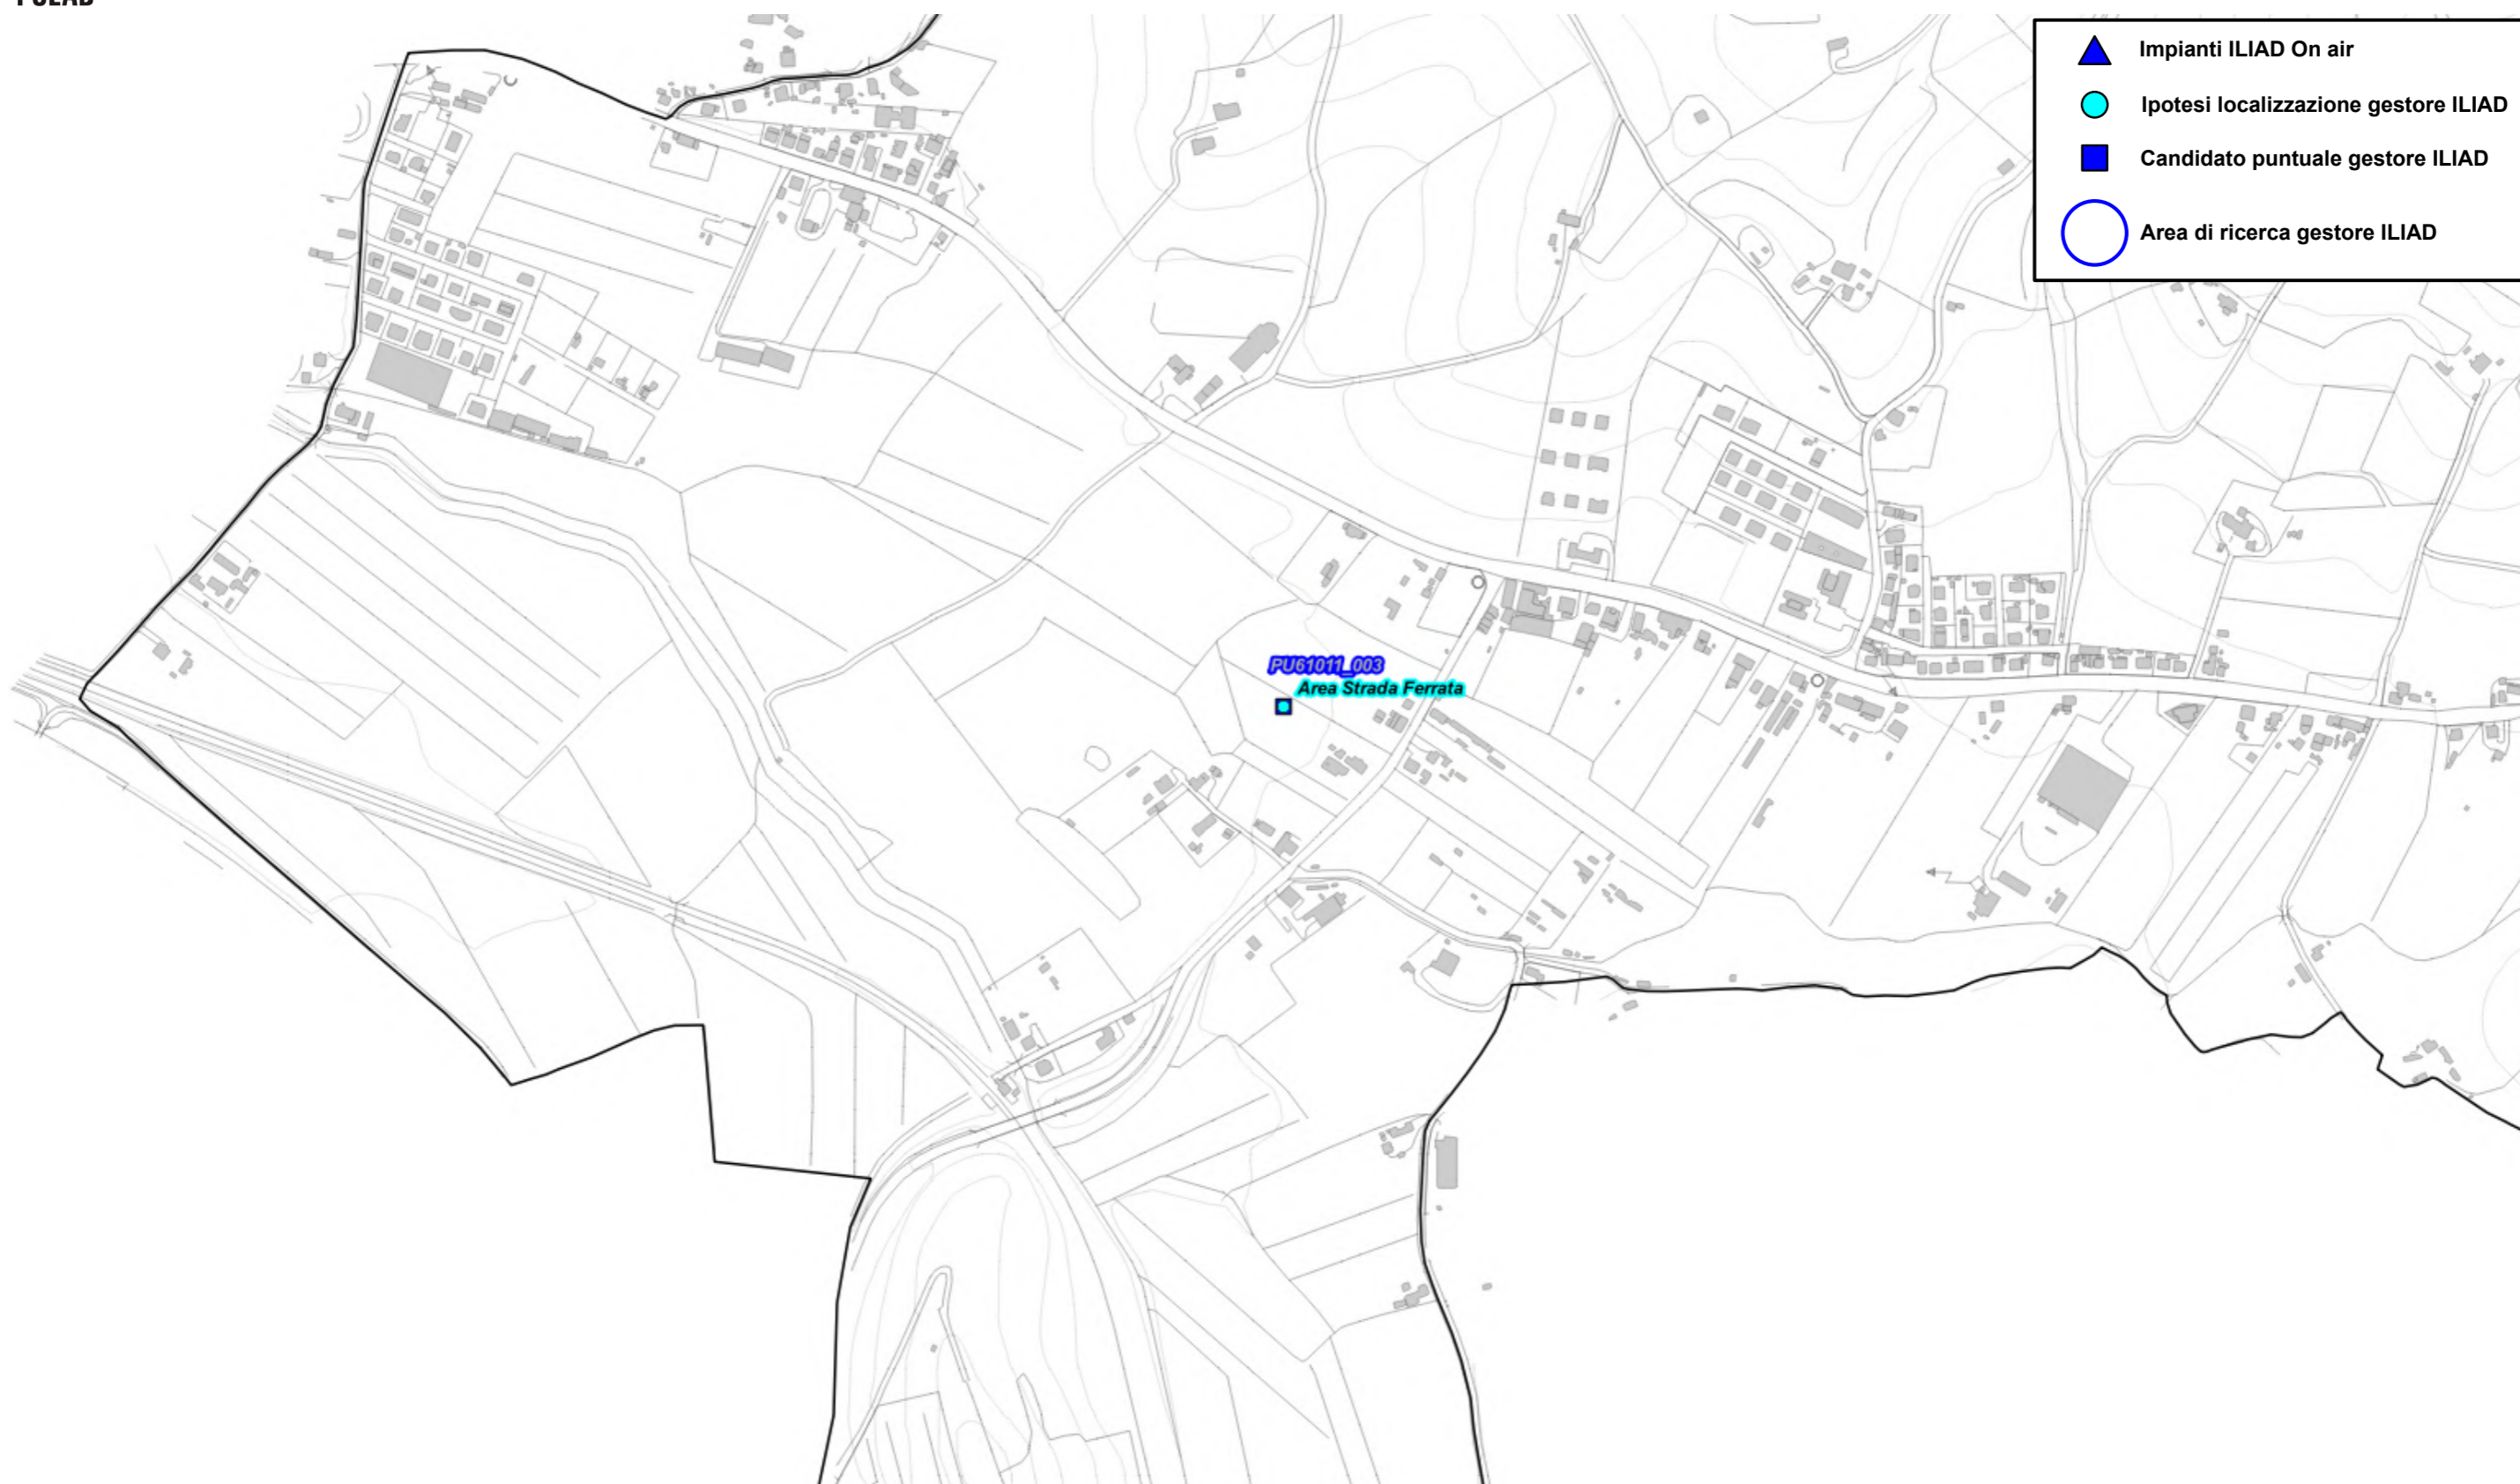 Impianti ILIAD On air
Ipotesi localizzazione gestore ILIAD
Candidato puntuale gestore ILIAD
Area di ricerca gestore ILIAD
PU61011_003
Area Strada Ferrata